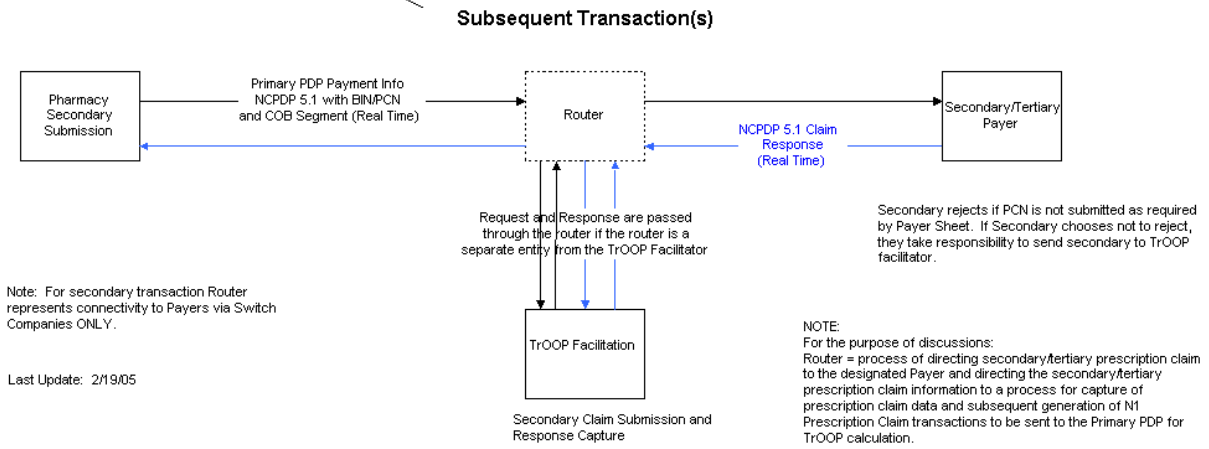 Subsequent Transaction(s)
Pharmacy
Secondary
Submission
Primary PDP Payment Info
NCPDP 5.1 with BIN/PCN
and COB Segment (Real Time)
Router
NCPDP 5.1 Claim
Response
(Real Time)
Secondary/Tertiary
Payer
Request and Response are passed
through the router if the router is a
separate entity from the TrOOP Facilitator
Secondary rejects if PCN is not submitted as required
by Payer Sheet. If Secondary chooses not to reject,
they take responsibility to send secondary to TrOOP
facilitator.
Note: For secondary transaction Router
represents connectivity to Payers via Switch
Companies ONLY.
Last Update: 2/19/05
TrOOP Facilitation
Secondary Claim Submission and
Response Capture
NOTE:
For the purpose of discussions:
Router = process of directing secondary/tertiary prescription claim
to the designated Payer and directing the secondary/tertiary
prescription claim information to a process for capture of
prescription claim data and subsequent generation of N1
Prescription Claim transactions to be sent to the Primary PDP for
TrOOP calculation.